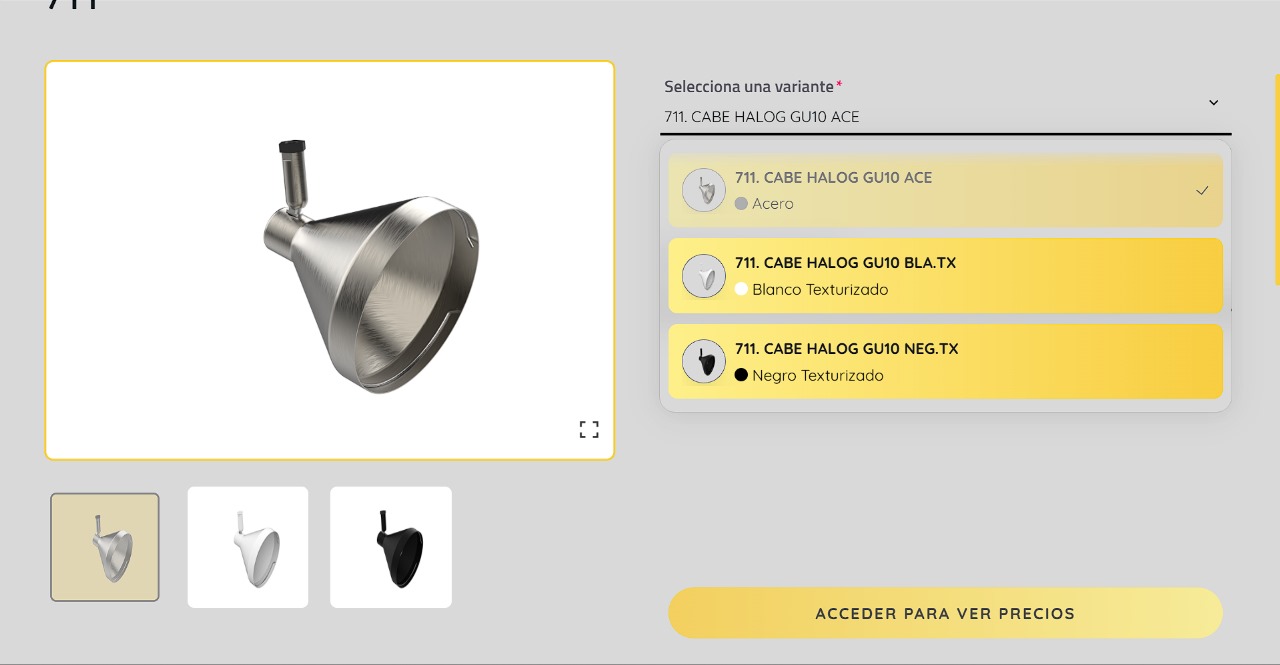 711
Selecciona una variante*
711. CABE HALOG GU10 ACE
711. CABE HALOG GU10 ACE
Acero
711. CABE HALOG GU10 BLA.TX
Blanco Texturizado
711. CABE HALOG GU10 NEG.TX
Negro Texturizado
ACCEDER PARA VER PRECIOS